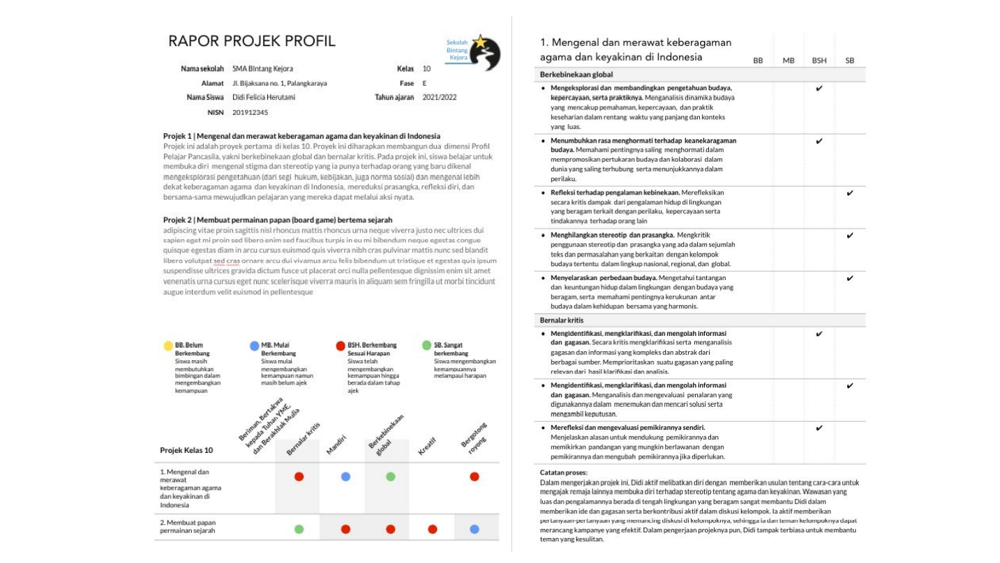 RAPOR PROJEK PROFIL
Sekolah
Bintang
Kejora
Nama sekolah SMA BIntang Kejora Kelas 10
Alamat Jl. Bijaksana no. 1, Palangkaraya Fase E
Nama Siswa Didi Felicia Herutami Tahun ajaran 2021/2022
NISN 201912345
Projek 1 | Mengenal dan merawat keberagaman agama dan keyakinan di Indonesia
Projek ini adalah proyek pertama di kelas 10. Proyek ini diharapkan membangun dua dimensi Profil
Pelajar Pancasila, yakni berkebinekaan global dan bernalar kritis. Pada projek ini, siswa belajar untuk
membuka diri mengenal stigma dan stereotip yang ia punya terhadap orang yang baru dikenal
mengeksplorasi pengetahuan (dari segi hukum, kebijakan, juga norma sosial) dan mengenal lebih
dekat keberagaman agama dan keyakinan di Indonesia, mereduksi prasangka, refleksi diri, dan
bersama-sama mewujudkan pelajaran yang mereka dapat melalui aksi nyata.
Projek 2 | Membuat permainan papan (board game) bertema sejarah
adipiscing vitae proin sagittis nisl rhoncus mattis rhoncus urna neque viverra justo nec ultrices dui
sapien eget mi proin sed libero enim sed faucibus turpis in eu mi bibendum neque egestas congue
quisque egestas diam in arcu cursus euismod quis viverra nibh cras pulvinar mattis nunc sed blandit
libero volutpat sed cras ornare arcu dui vivamus arcu felis bibendum ut tristique et egestas quis ipsum
suspendisse ultrices gravida dictum fusce ut placerat orci nulla pellentesque dignissim enim sit amet
venenatis urna cursus eget nunc scelerisque viverra mauris in aliquam sem fringilla ut morbi tincidunt
augue interdum velit euismod in pellentesque
BB. Belum
Berkembang
Siswa masih
membutuhkan
bimbingan dalam
mengembangkan
kemampuan
MB. Mulai
Berkembang
Siswa mulai
mengembangkan
kemampuan namun
masih belum ajek
BSH. Berkembang
Sesuai Harapan
Siswa telah
mengembangkan
kemampuan hingga
berada dalam tahap
ajek
SB. Sangat
berkembang
Siswa mengembangkan
kemampuannya
melampaui harapan
Projek Kelas 10
Beriman, Bertakwa
kepada Tuhan YME,
dan Berakhlak Mulia
Bernalar kritis
Mandiri
Berkebinekaan
global
Kreatif
Bergotong
royong
1. Mengenal dan
merawat
keberagaman agama
dan keyakinan di
Indonesia
2. Membuat papan
permainan sejarah
1. Mengenal dan merawat keberagaman
agama dan keyakinan di Indonesia
BB MB BSH SB
Berkebinekaan global
• Mengeksplorasi dan membandingkan pengetahuan budaya, ✔
kepercayaan, serta praktiknya. Menganalisis dinamika budaya
yang mencakup pemahaman, kepercayaan, dan praktik
keseharian dalam rentang waktu yang panjang dan konteks
yang luas.
• Menumbuhkan rasa menghormati terhadap keanekaragaman ✔
budaya. Memahami pentingnya saling menghormati dalam
mempromosikan pertukaran budaya dan kolaborasi dalam
dunia yang saling terhubung serta menunjukkannya dalam
perilaku.
• Refleksi terhadap pengalaman kebinekaan. Merefleksikan ✔
secara kritis dampak dari pengalaman hidup di lingkungan
yang beragam terkait dengan perilaku, kepercayaan serta
tindakannya terhadap orang lain
• Menghilangkan stereotip dan prasangka. Mengkritik ✔
penggunaan stereotip dan prasangka yang ada dalam sejumlah
teks dan permasalahan yang berkaitan dengan kelompok
budaya tertentu dalam lingkup nasional, regional, dan global.
• Menyelaraskan perbedaan budaya. Mengetahui tantangan ✔
dan keuntungan hidup dalam lingkungan dengan budaya yang
beragam, serta memahami pentingnya kerukunan antar
budaya dalam kehidupan bersama yang harmonis.
Bernalar kritis
• Mengidentifikasi, mengklarifikasi, dan mengolah informasi ✔
dan gagasan. Secara kritis mengklarifikasi serta menganalisis
gagasan dan informasi yang kompleks dan abstrak dari
berbagai sumber. Memprioritaskan suatu gagasan yang paling
relevan dari hasil klarifikasi dan analisis.
• Mengidentifikasi, mengklarifikasi, dan mengolah informasi ✔
dan gagasan. Menganalisis dan mengevaluasi penalaran yang
digunakannya dalam menemukan dan mencari solusi serta
mengambil keputusan.
• Merefleksi dan mengevaluasi pemikirannya sendiri. ✔
Menjelaskan alasan untuk mendukung pemikirannya dan
memikirkan pandangan yang mungkin berlawanan dengan
pemikirannya dan mengubah pemikirannya jika diperlukan.
Catatan proses:
Dalam mengerjakan projek ini, Didi aktif melibatkan diri dengan memberikan usulan tentang cara-cara untuk
mengajak remaja lainnya membuka diri terhadap stereotip tentang agama dan keyakinan. Wawasan yang
luas dan pengalamannya berada di tengah lingkungan yang beragam sangat membantu Didi dalam
memberikan ide dan gagasan serta berkontribusi aktif dalam diskusi kelompok. Ia aktif memberikan
pertanyaan-pertanyaan yang memancing diskusi di kelompoknya, sehingga ia dan teman kelompoknya dapat
merancang kampanye yang efektif. Dalam pengerjaan projeknya pun, Didi tampak terbiasa untuk membantu
teman yang kesulitan.